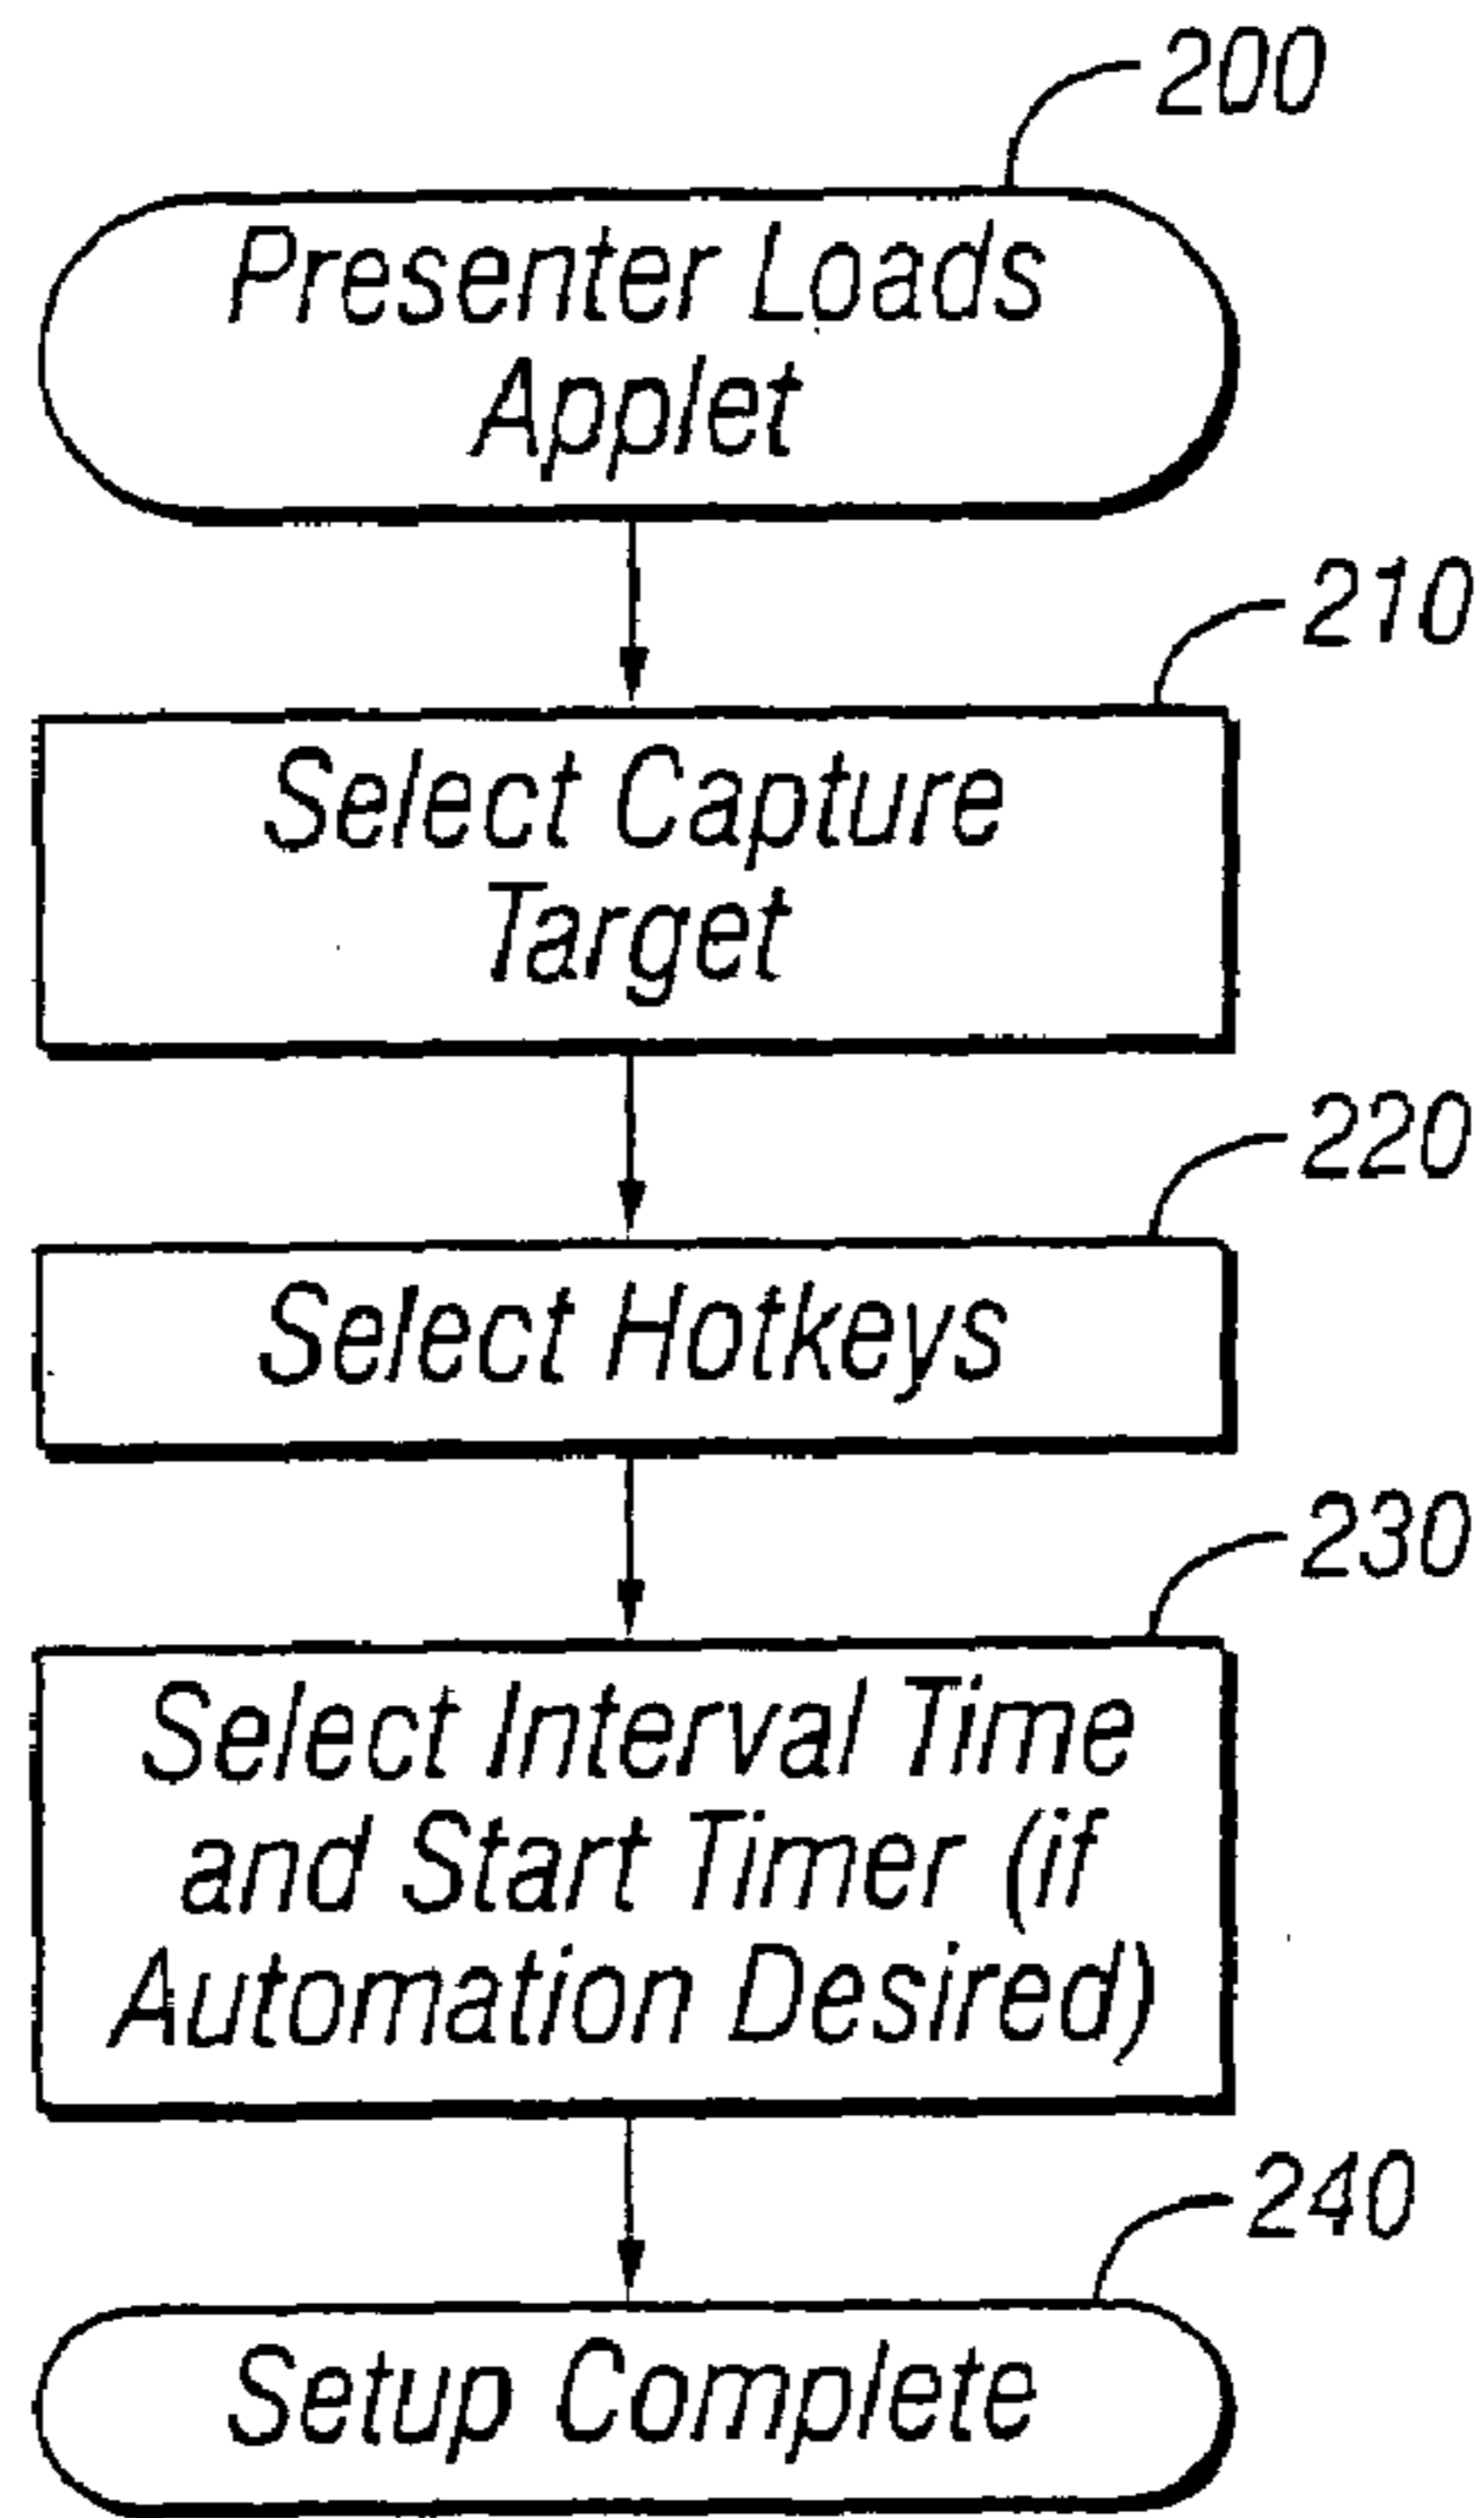 200
Presenter Loads
Applet
210
Select Capture
Target
220
Select Hotkeys
230
Select Interval Time
and Start Timer (if
Automation Desired)
240
Setup Complete